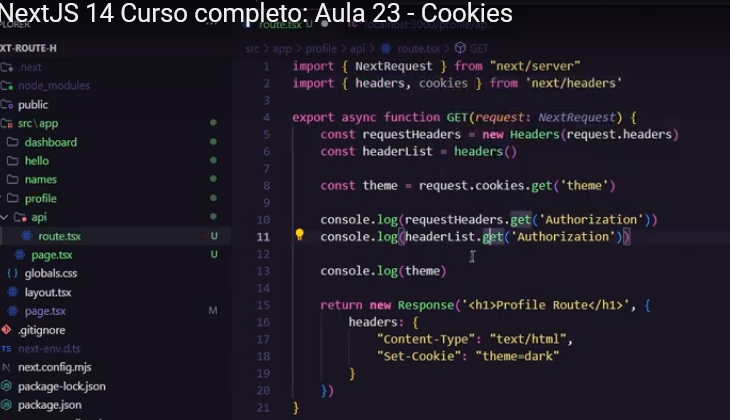 NextJS 14 Curso completo: Aula 23 - Cookies
route.tsx
XT-ROUTE-H
.next
node_modules
public
src\app
dashboard
hello
names
profile
api
route.tsx U
page.tsx U
globals.css
layout.tsx
page.tsx M
.gitignore
next-env.d.ts
next.config.mjs
package-lock.json
package.json
src > app > profile > api > route.tsx > GET
1 import { NextRequest } from "next/server"
2 import { headers, cookies } from 'next/headers'
3
4 export async function GET(request: NextRequest) {
5 const requestHeaders = new Headers(request.headers)
6 const headerList = headers()
7
8 const theme = request.cookies.get('theme')
9
10 console.log(requestHeaders.get('Authorization'))
11 console.log(headerList.get('Authorization'))
12
13 console.log(theme)
14
15 return new Response('<h1>Profile Route</h1>', {
16 headers: {
17 "Content-Type": "text/html",
18 "Set-Cookie": "theme=dark"
19 }
20 })
21 }